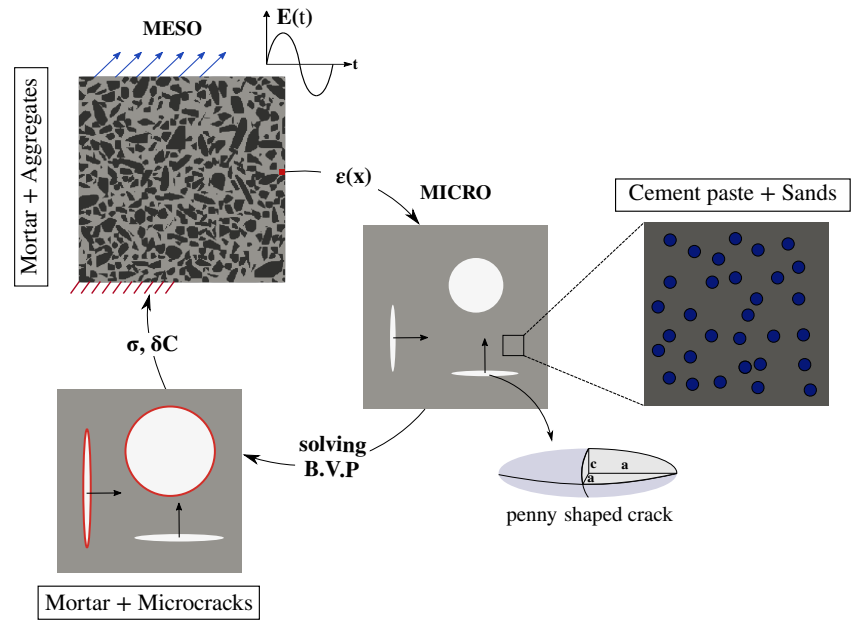 MESO
E(t)
t
Mortar + Aggregates
ε(x)
MICRO
Cement paste + Sands
σ, δC
solving
B.V.P
c
a
a
penny shaped crack
Mortar + Microcracks